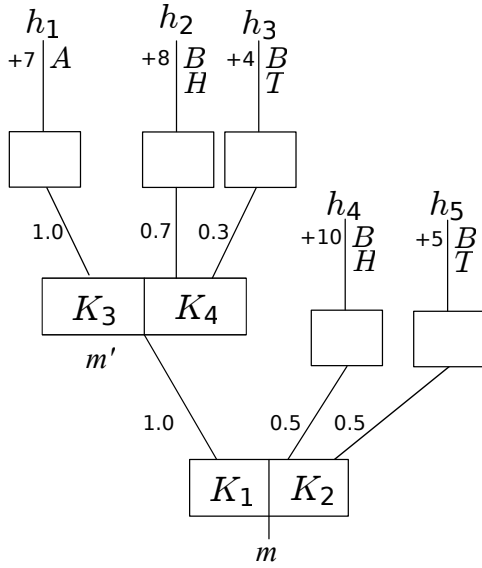 h₁ h₂ h₃
+7 A +8 B +4 B
H T
h₄ h₅
1.0 0.7 0.3
+10 B +5 B
H T
K₃ K₄
m'
1.0 0.5 0.5
K₁ K₂
m